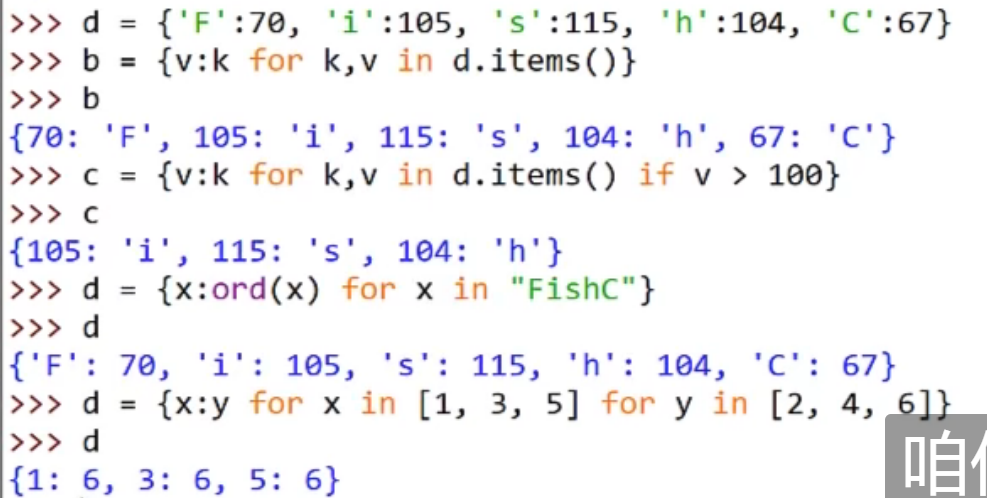 >>> d = {'F':70, 'i':105, 's':115, 'h':104, 'C':67}
>>> b = {v:k for k,v in d.items()}
>>> b
{70: 'F', 105: 'i', 115: 's', 104: 'h', 67: 'C'}
>>> c = {v:k for k,v in d.items() if v > 100}
>>> c
{105: 'i', 115: 's', 104: 'h'}
>>> d = {x:ord(x) for x in "FishC"}
>>> d
{'F': 70, 'i': 105, 's': 115, 'h': 104, 'C': 67}
>>> d = {x:y for x in [1, 3, 5] for y in [2, 4, 6]}
>>> d
{1: 6, 3: 6, 5: 6}
咱